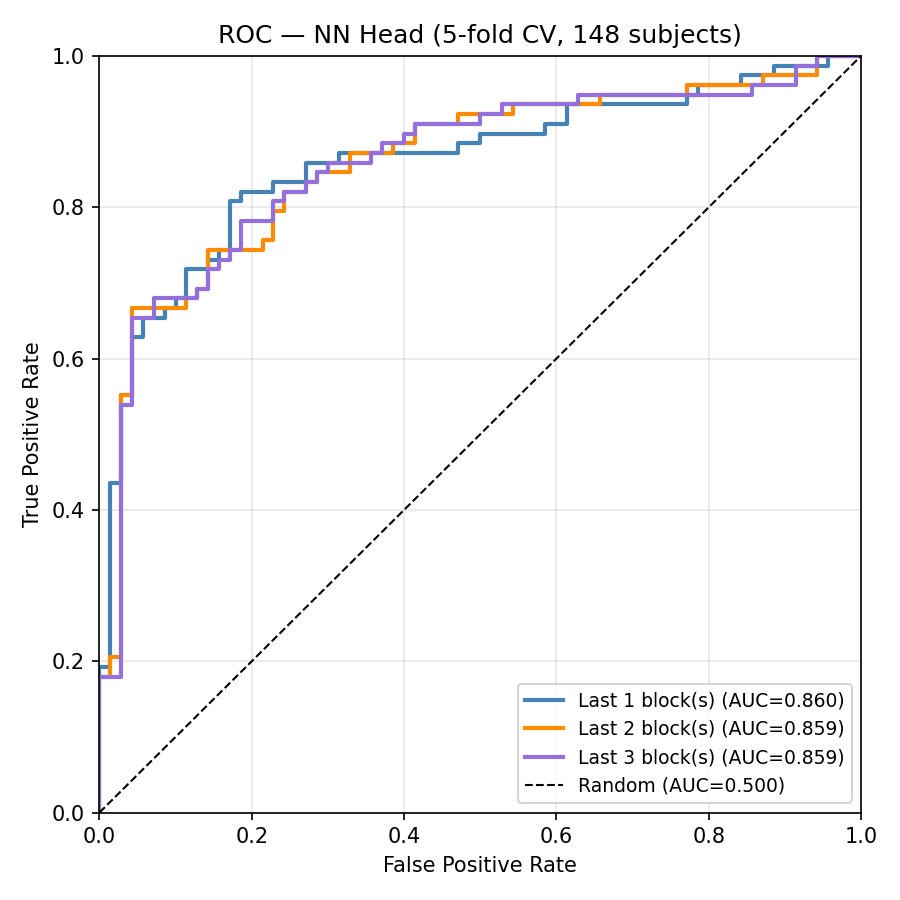 ROC — NN Head (5-fold CV, 148 subjects)
1.0
0.8
0.6
0.4
0.2
0.0
True Positive Rate
0.0 0.2 0.4 0.6 0.8 1.0
False Positive Rate
Last 1 block(s) (AUC=0.860)
Last 2 block(s) (AUC=0.859)
Last 3 block(s) (AUC=0.859)
Random (AUC=0.500)